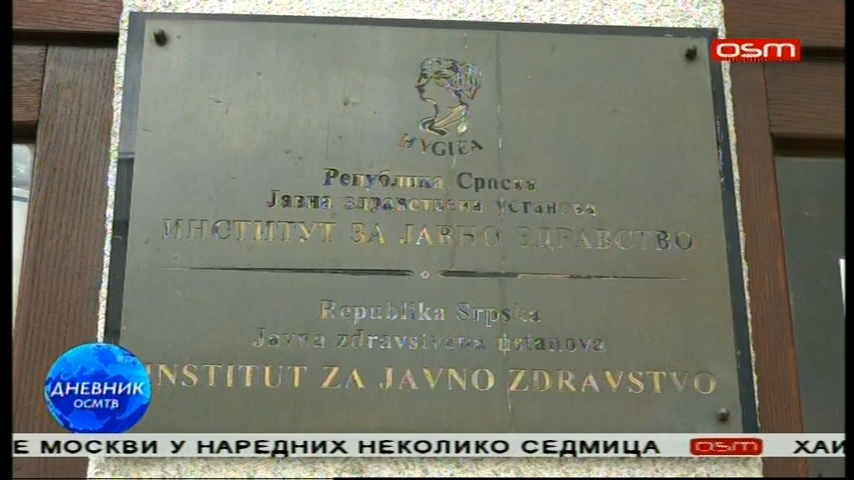 osm
HYGIEA
Република Српска
Јавна здравствена установа
ИНСТИТУТ ЗА ЈАВНО ЗДРАВСТВО
Republika Srpska
Javna zdravstvena ustanova
INSTITUT ZA JAVNO ZDRAVSTVO
ДНЕВНИК
ОСМТВ
Е МОСКВИ У НАРЕДНИХ НЕКОЛИКО СЕДМИЦА osm ХАИ